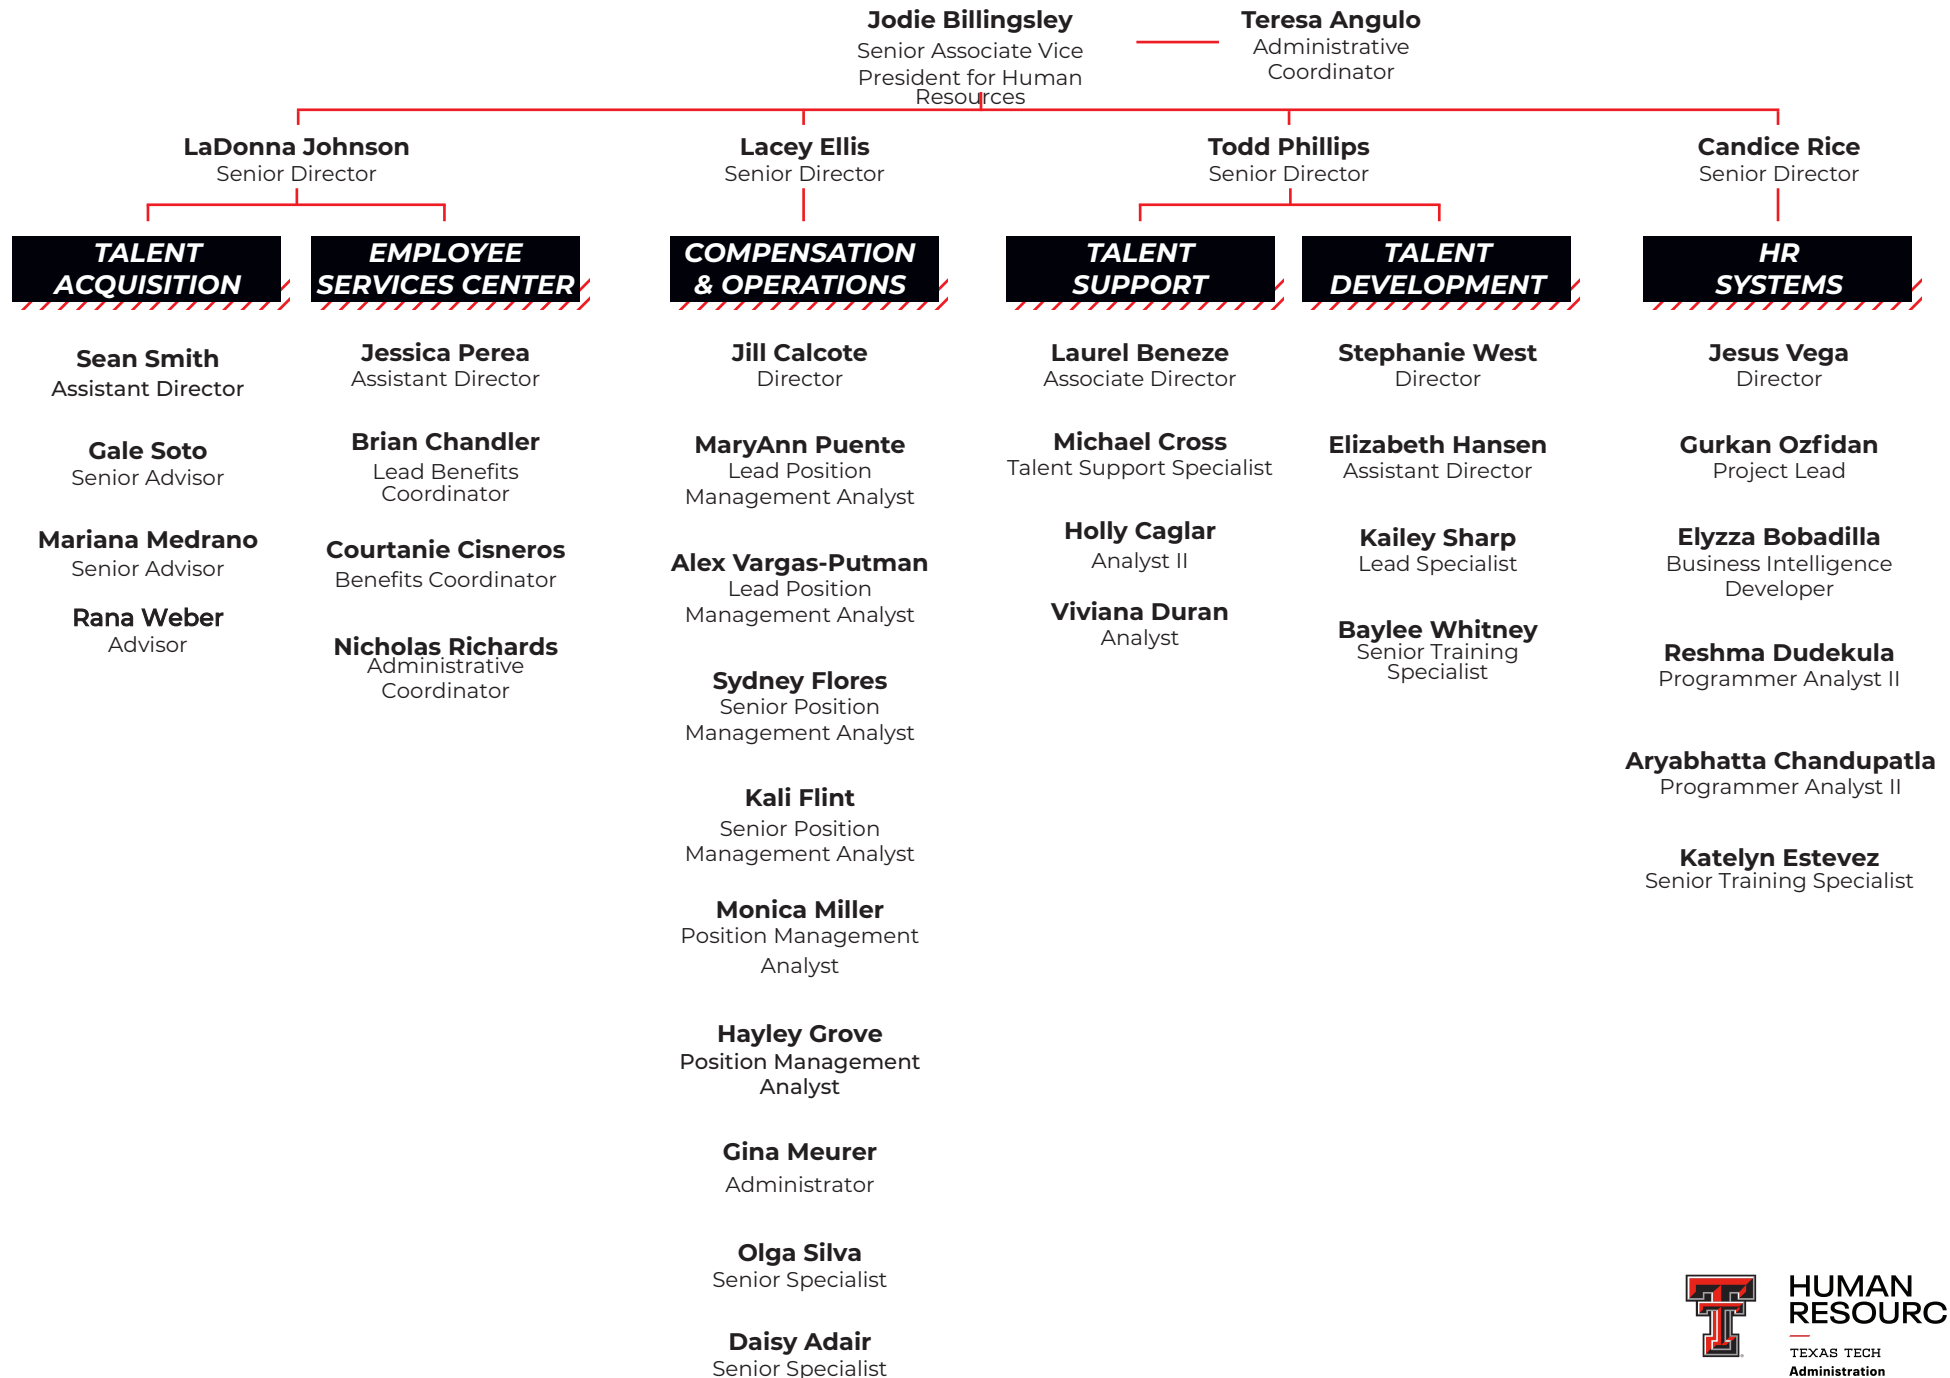 Jodie Billingsley
Senior Associate Vice
President for Human
Resources
Teresa Angulo
Administrative
Coordinator
LaDonna Johnson
Senior Director
Lacey Ellis
Senior Director
Todd Phillips
Senior Director
Candice Rice
Senior Director
TALENT
ACQUISITION
Sean Smith
Assistant Director
Gale Soto
Senior Advisor
Mariana Medrano
Senior Advisor
Rana Weber
Advisor
EMPLOYEE
SERVICES CENTER
Jessica Perea
Assistant Director
Brian Chandler
Lead Benefits
Coordinator
Courtanie Cisneros
Benefits Coordinator
Nicholas Richards
Administrative
Coordinator
COMPENSATION
& OPERATIONS
Jill Calcote
Director
MaryAnn Puente
Lead Position
Management Analyst
Alex Vargas-Putman
Lead Position
Management Analyst
Sydney Flores
Senior Position
Management Analyst
Kali Flint
Senior Position
Management Analyst
Monica Miller
Position Management
Analyst
Hayley Grove
Position Management
Analyst
Gina Meurer
Administrator
Olga Silva
Senior Specialist
Daisy Adair
Senior Specialist
TALENT
SUPPORT
Laurel Beneze
Associate Director
Michael Cross
Talent Support Specialist
Holly Caglar
Analyst II
Viviana Duran
Analyst
TALENT
DEVELOPMENT
Stephanie West
Director
Elizabeth Hansen
Assistant Director
Kailey Sharp
Lead Specialist
Baylee Whitney
Senior Training
Specialist
HR
SYSTEMS
Jesus Vega
Director
Gurkan Ozfidan
Project Lead
Elyzza Bobadilla
Business Intelligence
Developer
Reshma Dudekula
Programmer Analyst II
Aryabhatta Chandupatla
Programmer Analyst II
Katelyn Estevez
Senior Training Specialist
HUMAN
RESOURC
TEXAS TECH
Administration